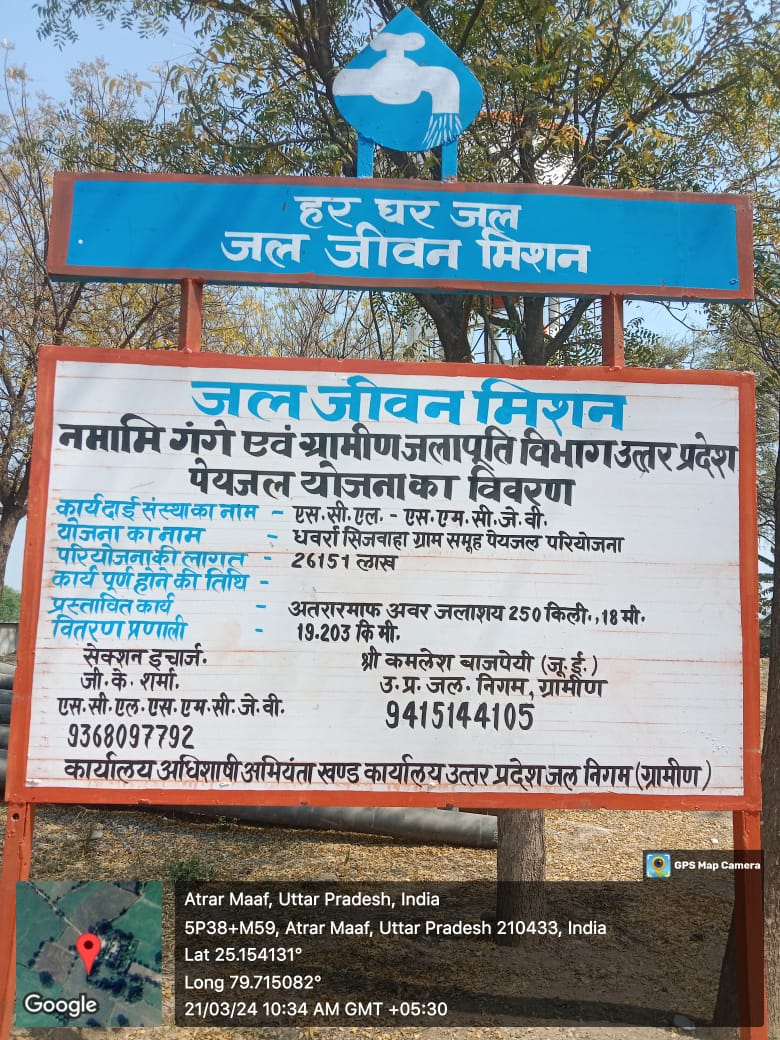 हर घर जल
जल जीवन मिशन
जल जीवन मिशन
नमामि गंगे एवं ग्रामीण जलापूर्ति विभाग उत्तर प्रदेश
पेयजल योजना का विवरण
कार्यदाई संस्था का नाम - एस.सी.एल. - एस.एम.सी.जे.वी.
योजना का नाम - धवर्रा सिजवाहा ग्राम समूह पेयजल परियोजना
परियोजना की लागत - 26151 लाख
कार्य पूर्ण होने की तिथि -
प्रस्तावित कार्य - अतरारमाफ अवर जलाशय 250 किली., 18 मी.
वितरण प्रणाली - 19.203 कि मी.
सेक्शन इंचार्ज. श्री कमलेश बाजपेयी (जू.ई.)
जी.के. शर्मा. उ.प्र. जल. निगम, ग्रामीण
एस.सी.एल.एस.एम.सी.जे.वी. 9415144105
9368097792
कार्यालय अधिशाषी अभियंता खण्ड कार्यालय उत्तर प्रदेश जल निगम (ग्रामीण)
GPS Map Camera
Atrar Maaf, Uttar Pradesh, India
5P38+M59, Atrar Maaf, Uttar Pradesh 210433, India
Lat 25.154131°
Long 79.715082°
21/03/24 10:34 AM GMT +05:30
Google